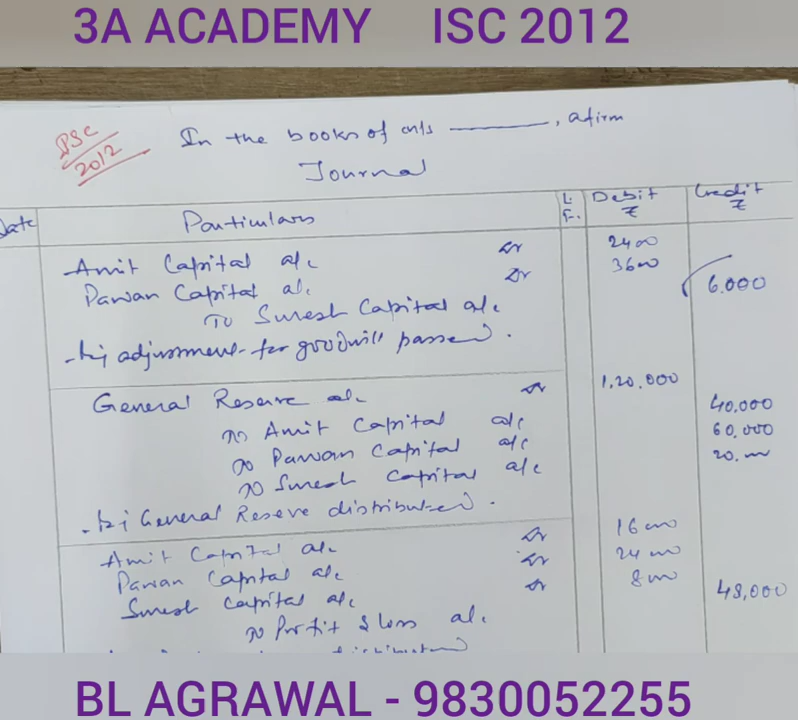 3A ACADEMY ISC 2012
ISC 2012
In the books of M/s ———, a firm
Journal
Date Particulars L.F. Debit ₹ Credit ₹
Amit Capital a/c Dr 2400
Pawan Capital a/c Dr 3600
To Suresh Capital a/c 6.000
adjustment for goodwill passed.
General Reserve a/c Dr 1,20,000
To Amit Capital a/c 40,000
To Pawan Capital a/c 60,000
To Suresh Capital a/c 20,000
General Reserve distributed.
Amit Capital a/c Dr 16000
Pawan Capital a/c Dr 24000
Suresh Capital a/c Dr 8000
To Profit & Loss a/c 48,000
BL AGRAWAL - 9830052255